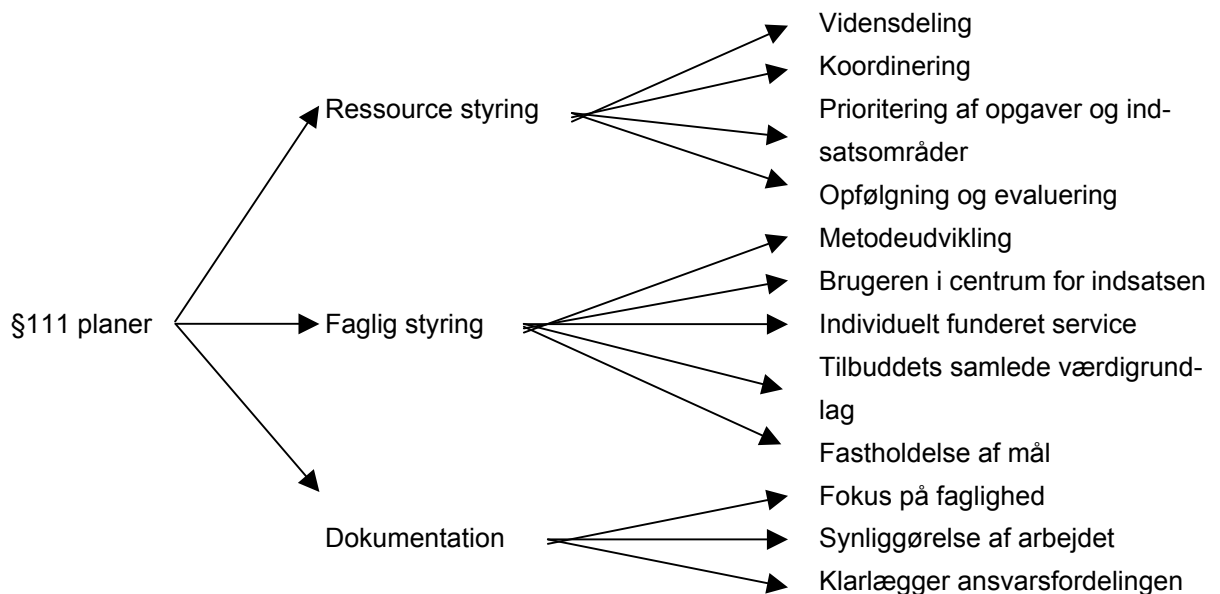 Vidensdeling
Koordinering
Ressource styring
Prioritering af opgaver og ind-
satsområder
Opfølgning og evaluering
Metodeudvikling
Brugeren i centrum for indsatsen
§111 planer
Faglig styring
Individuelt funderet service
Tilbuddets samlede værdigrund-
lag
Fastholdelse af mål
Fokus på faglighed
Dokumentation
Synliggørelse af arbejdet
Klarlægger ansvarsfordelingen